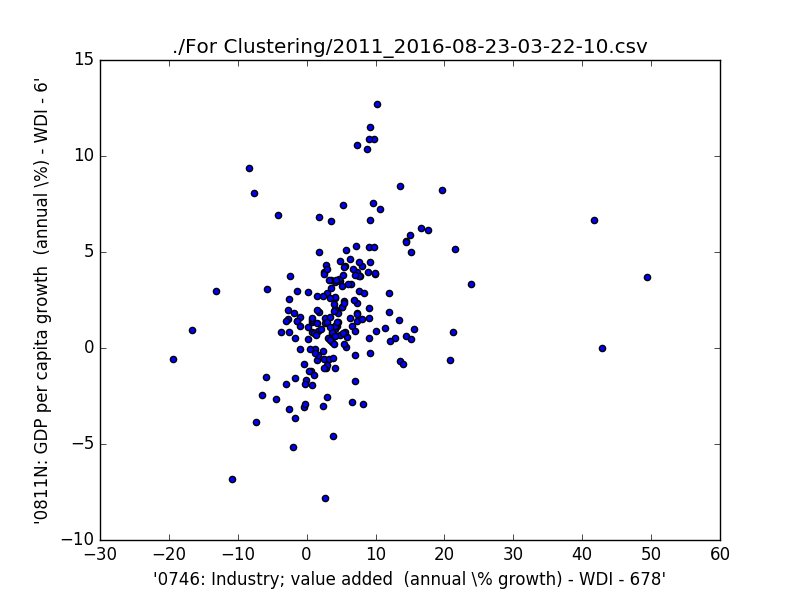 ./For Clustering/2011_2016-08-23-03-22-10.csv
15
10
5
0
−5
−10
'0811N: GDP per capita growth  (annual \%) - WDI - 6'
−30 −20 −10 0 10 20 30 40 50 60
'0746: Industry; value added  (annual \% growth) - WDI - 678'